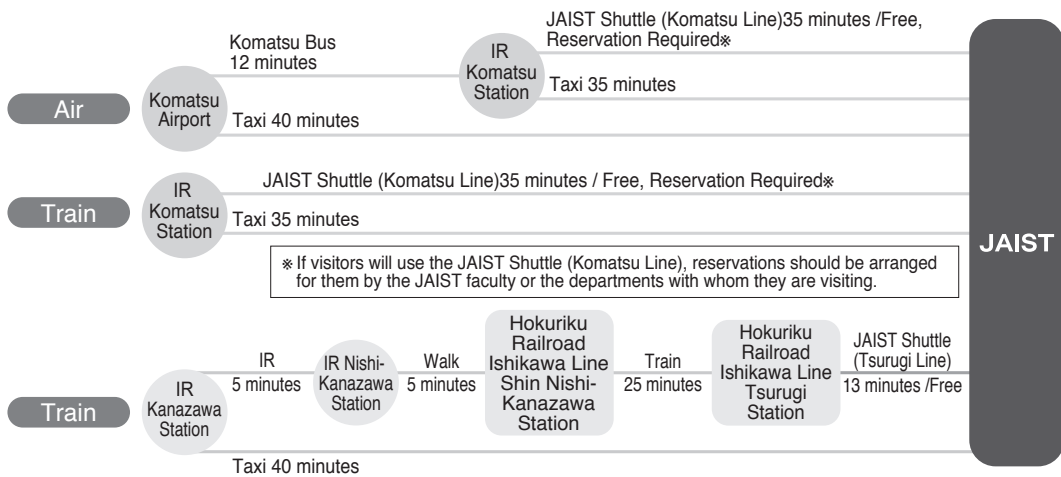 Air
Komatsu
Airport
Komatsu Bus
12 minutes
IR
Komatsu
Station
JAIST Shuttle (Komatsu Line)35 minutes /Free,
Reservation Required※
Taxi 35 minutes
Taxi 40 minutes
Train
IR
Komatsu
Station
JAIST Shuttle (Komatsu Line)35 minutes / Free, Reservation Required※
Taxi 35 minutes
※ If visitors will use the JAIST Shuttle (Komatsu Line), reservations should be arranged
for them by the JAIST faculty or the departments with whom they are visiting.
Train
IR
Kanazawa
Station
IR
5 minutes
IR Nishi-
Kanazawa
Station
Walk
5 minutes
Hokuriku
Railroad
Ishikawa Line
Shin Nishi-
Kanazawa
Station
Train
25 minutes
Hokuriku
Railroad
Ishikawa Line
Tsurugi
Station
JAIST Shuttle
(Tsurugi Line)
13 minutes /Free
Taxi 40 minutes
JAIST